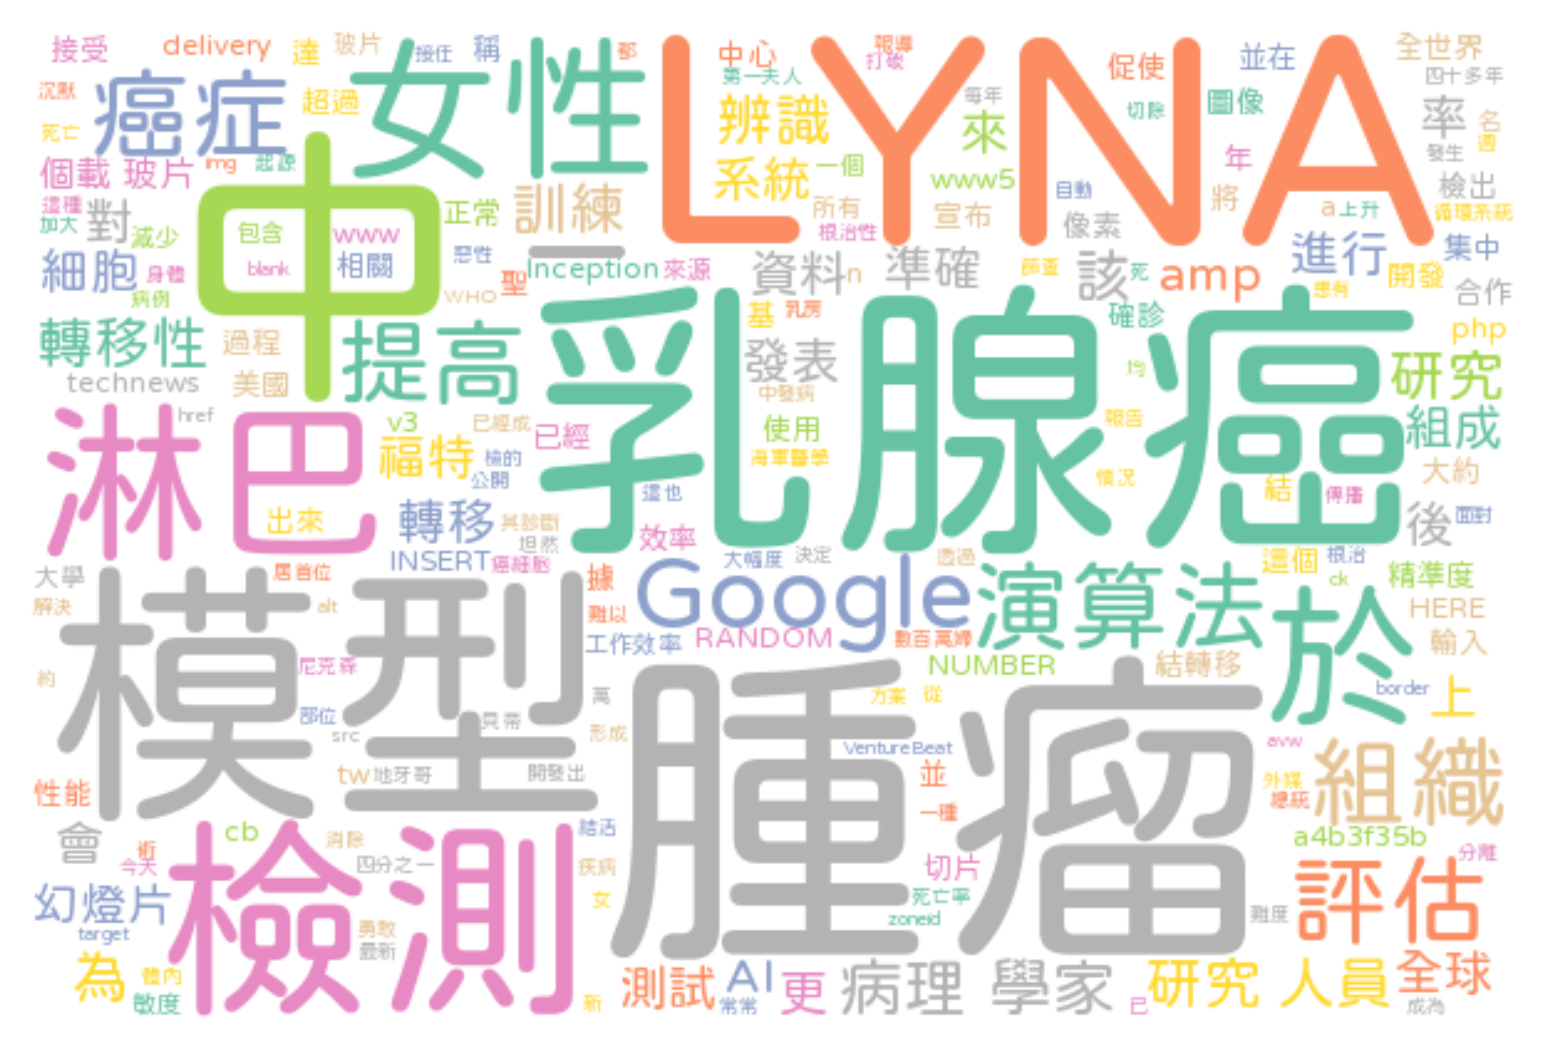 接受
delivery
達
玻片
接任
稱
中心
報導
打破
促使
並在
全世界
四十多年
沉默
癌症
超過
女性
LYNA
第一夫人
辨識
每年
來
切除
圖像
率
名
週
發生
死亡
個載 玻片
img
起源
系統
一個
www5
自動
年
檢出
這種
加大
對
減少
中
包含
www
正常
訓練
所有
根治性
宣布
像素
將
a
上升
循環系統
細胞
身體
病例
blank
相關
惡性
WHO
聖
一
Inception
來源
資料
n
準確
篩查
該
死
amp
進行
集中
患有
開發
合作
轉移性
過程
提高
乳腺癌
基
乳房
確診
php
technews
美國
發表
中發病
均
研究
淋巴
href
v3
已經成
已經
福特
檢的
公開
使用
海軍醫學
報告
情況
組成
大約
結
傳播
出來
轉移
其診斷
坦然
這也
效率
後
面對
大學
居首位
INSERT
癌細胞
大幅度
決定
透過
這個
根治
ck
精準度
解決
alt
模型
據
難以
Google
演算法
於
HERE
輸入
工作效率
RANDOM
數百 萬婦
NUMBER
結轉移
約
尼克森
部位
src
貝蒂
萬
形成
腫瘤
方案
從
border
上
VentureBeat
avw
組織
性能
tw
地牙哥
開發出
並
一種
外媒
總統
會
術
今天
cb
檢測
消除
四分之一
結活
疾病
切片
a4b3f35b
分離
幻燈片
target
勇敢
最新
女
死亡率
zoneid
難度
評估
為
體內
敏度
新
測試
AI
常常
更
病理 學家
已
研究 人員
全球
成為